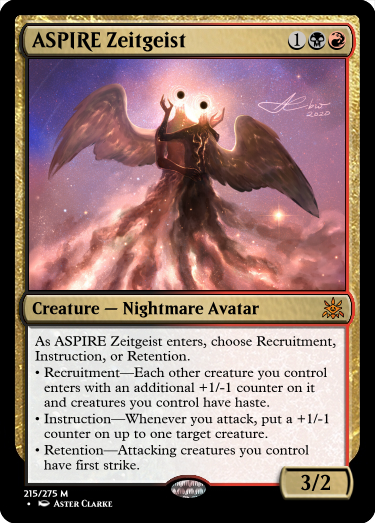 ASPIRE Zeitgeist 1
2020
Creature — Nightmare Avatar
As ASPIRE Zeitgeist enters, choose Recruitment,
Instruction, or Retention.
• Recruitment—Each other creature you control
enters with an additional +1/-1 counter on it
and creatures you control have haste.
• Instruction—Whenever you attack, put a +1/-1
counter on up to one target creature.
• Retention—Attacking creatures you control
have first strike.
3/2
215/275 M
• Aster Clarke